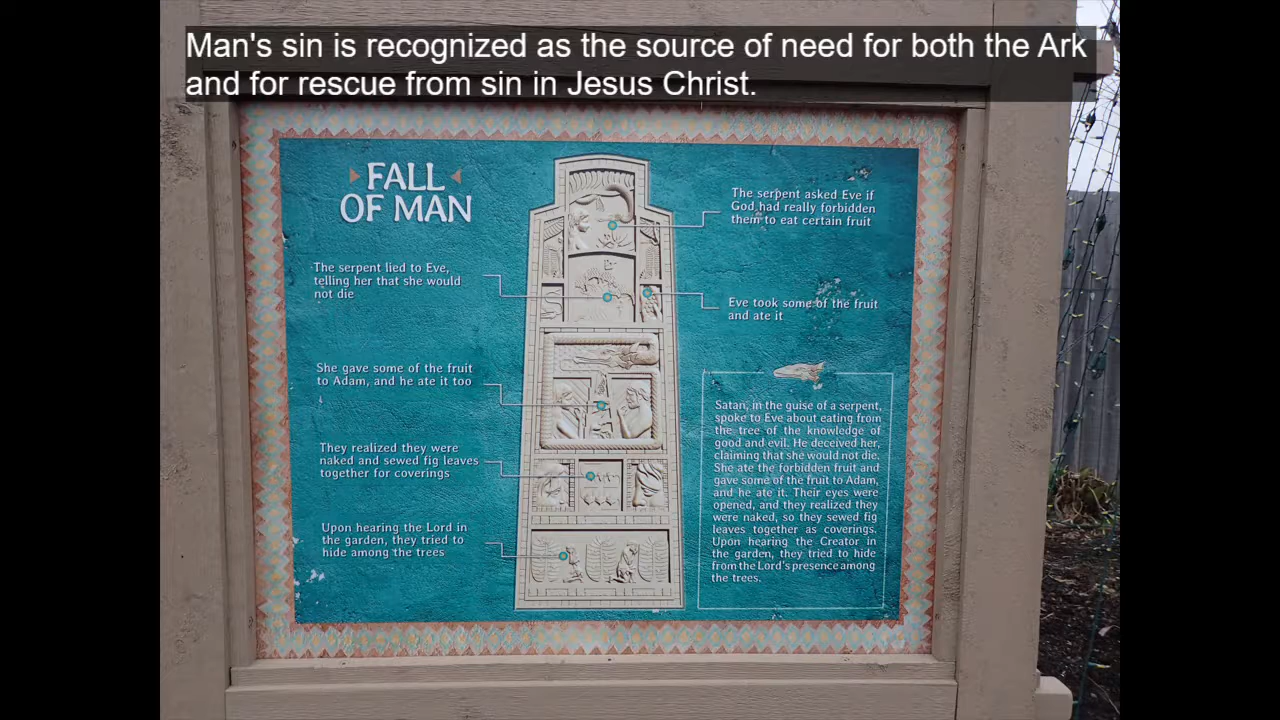 Man's sin is recognized as the source of need for both the Ark
and for rescue from sin in Jesus Christ.
FALL
OF MAN
The serpent asked Eve if
God had really forbidden
them to eat certain fruit
The serpent lied to Eve,
telling her that she would
not die
Eve took some of the fruit
and ate it
She gave some of the fruit
to Adam, and he ate it too
They realized they were
naked and sewed fig leaves
together for coverings
Upon hearing the Lord in
the garden, they tried to
hide among the trees
Satan, in the guise of a serpent,
spoke to Eve about eating from
the tree of the knowledge of
good and evil. He deceived her,
claiming that she would not die.
She ate the forbidden fruit and
gave some of the fruit to Adam,
and he ate it. Their eyes were
opened, and they realized they
were naked, so they sewed fig
leaves together as coverings.
Upon hearing the Creator in
the garden, they tried to hide
from the Lord's presence among
the trees.